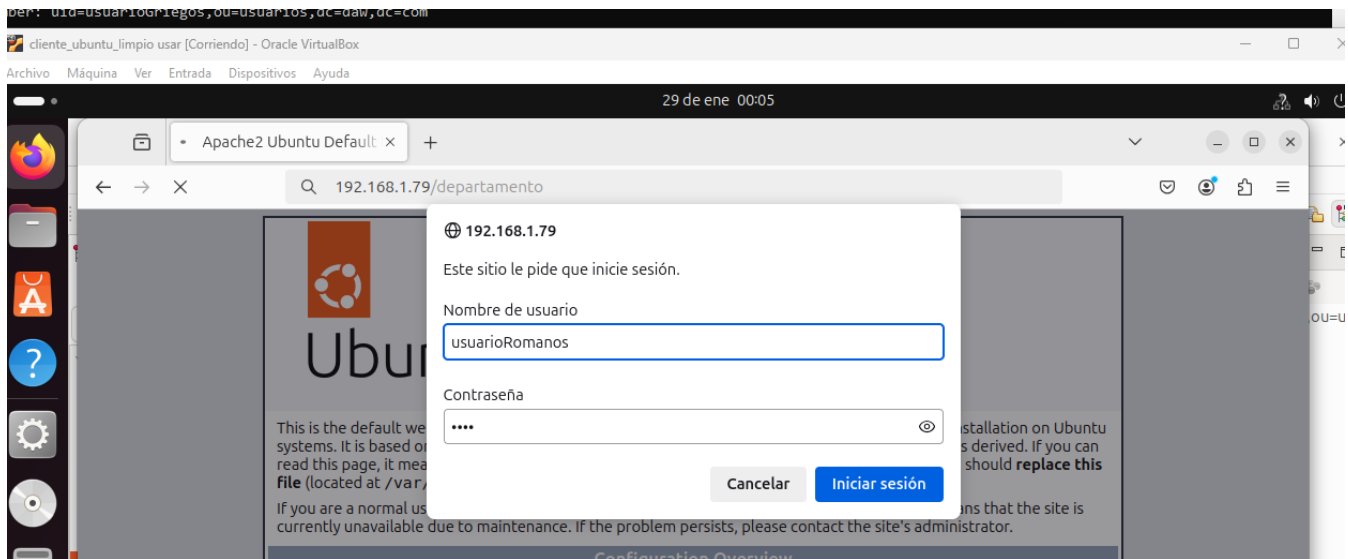 ber: uid=usuarioGriegos,ou=usuarios,dc=daw,dc=com
cliente_ubuntu_limpio usar [Corriendo] - Oracle VirtualBox
Archivo Máquina Ver Entrada Dispositivos Ayuda
29 de ene 00:05
Apache2 Ubuntu Default
192.168.1.79/departamento
192.168.1.79
Este sitio le pide que inicie sesión.
Nombre de usuario
usuarioRomanos
Ubu
Contraseña
••••
Cancelar Iniciar sesión
ou=u
This is the default we stallation on Ubuntu
systems. It is based o s derived. If you can
read this page, it mea should replace this
file (located at /var/
If you are a normal us ans that the site is
currently unavailable due to maintenance. If the problem persists, please contact the site's administrator.
Configuration Overview